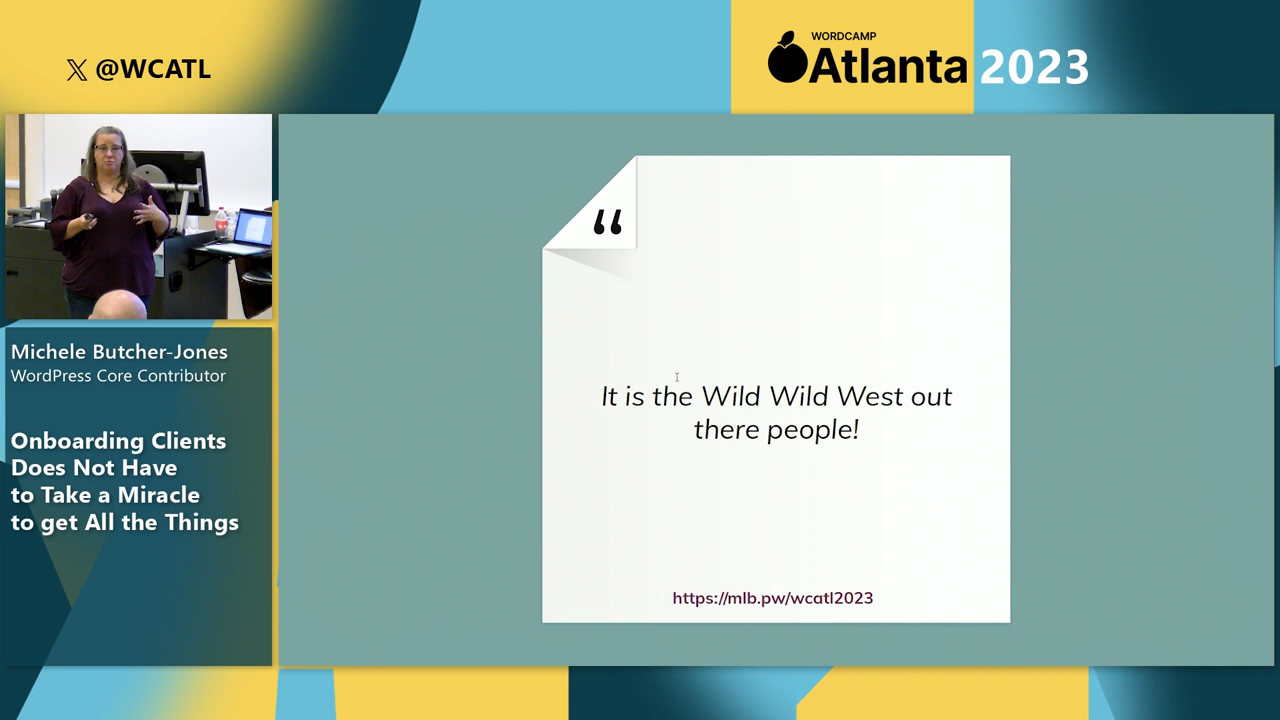 𝕏 @WCATL
WORDCAMP
Atlanta 2023
Michele Butcher-Jones
WordPress Core Contributor
Onboarding Clients
Does Not Have
to Take a Miracle
to get All the Things
“
It is the Wild Wild West out
there people!
https://mlb.pw/wcatl2023